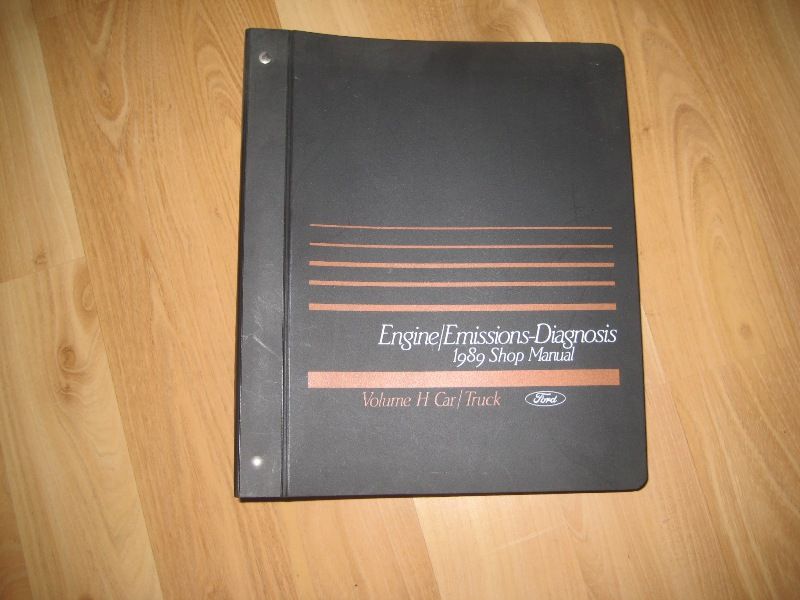 Engine/Emissions-Diagnosis
1989 Shop Manual
Volume H Car/Truck Ford